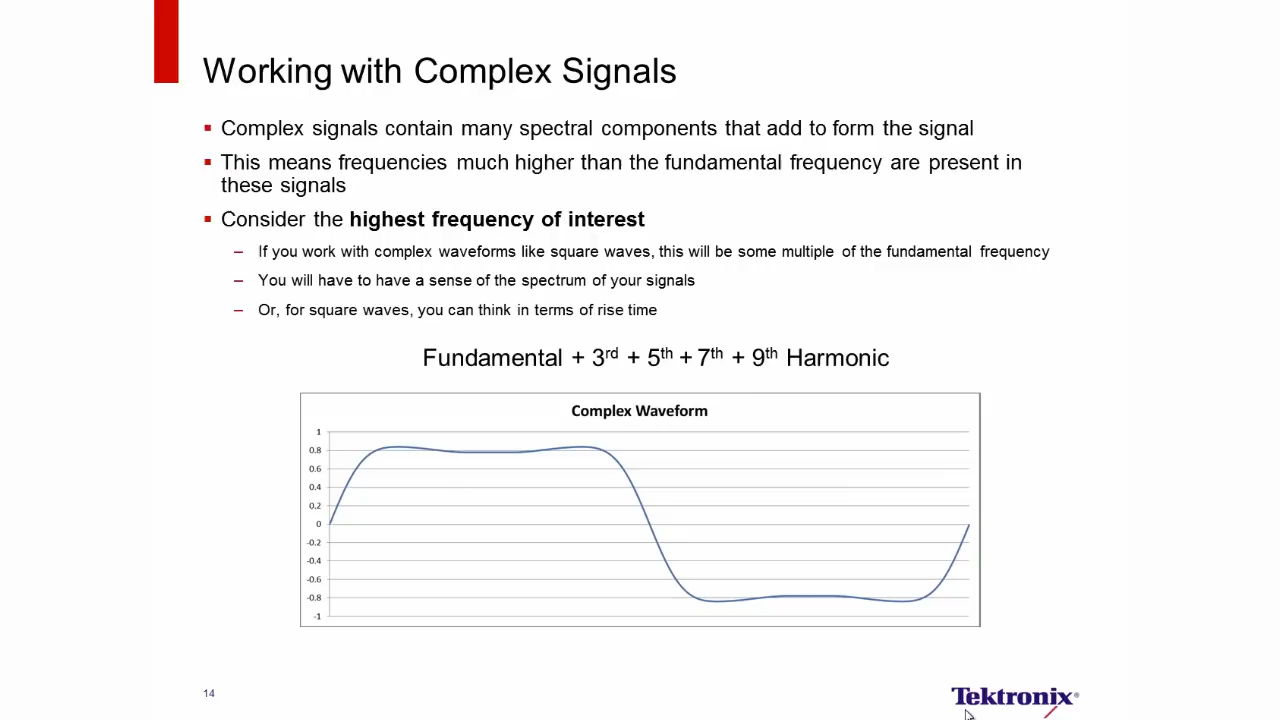 Working with Complex Signals
▪ Complex signals contain many spectral components that add to form the signal
▪ This means frequencies much higher than the fundamental frequency are present in
these signals
▪ Consider the highest frequency of interest
– If you work with complex waveforms like square waves, this will be some multiple of the fundamental frequency
– You will have to have a sense of the spectrum of your signals
– Or, for square waves, you can think in terms of rise time
Fundamental + 3rd + 5th + 7th + 9th Harmonic
Complex Waveform
1
0.8
0.6
0.4
0.2
0
-0.2
-0.4
-0.6
-0.8
-1
14
Tektronix®